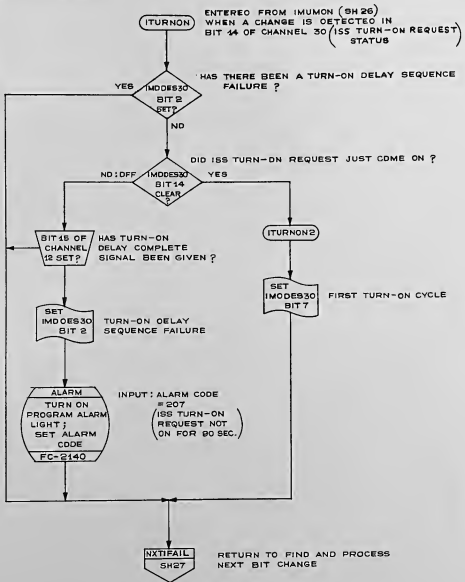 ITURNON
ENTERED FROM IMUMON (SH 26)
WHEN A CHANGE IS DETECTED IN
BIT 14 OF CHANNEL 30 (ISS TURN-ON REQUEST
STATUS)
HAS THERE BEEN A TURN-ON DELAY SEQUENCE
FAILURE ?
YES
IMODES30
BIT 2
SET?
NO
DID ISS TURN-ON REQUEST JUST COME ON ?
NO:OFF
IMODES30
BIT 14
CLEAR
?
YES
BIT 15 OF
CHANNEL
12 SET?
HAS TURN-ON
DELAY COMPLETE
SIGNAL BEEN GIVEN ?
ITURNON2
SET
IMODES30
BIT 7
FIRST TURN-ON CYCLE
SET
IMODES30
BIT 2
TURN-ON DELAY
SEQUENCE FAILURE
ALARM
TURN ON
PROGRAM ALARM
LIGHT;
SET ALARM
CODE
FC-2140
INPUT: ALARM CODE
= 207
(ISS TURN-ON
REQUEST NOT
ON FOR 90 SEC.)
NXTIFAIL
SH27
RETURN TO FIND AND PROCESS
NEXT BIT CHANGE